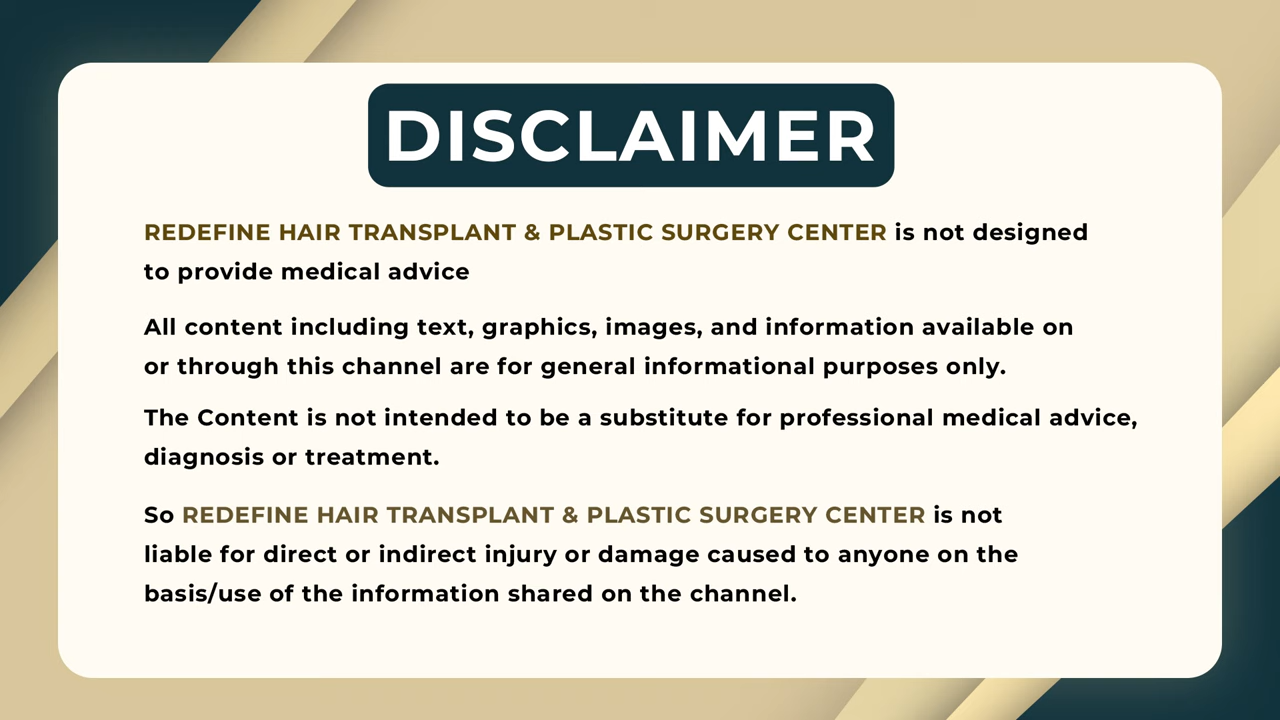 DISCLAIMER
REDEFINE HAIR TRANSPLANT & PLASTIC SURGERY CENTER is not designed
to provide medical advice
All content including text, graphics, images, and information available on
or through this channel are for general informational purposes only.
The Content is not intended to be a substitute for professional medical advice,
diagnosis or treatment.
So REDEFINE HAIR TRANSPLANT & PLASTIC SURGERY CENTER is not
liable for direct or indirect injury or damage caused to anyone on the
basis/use of the information shared on the channel.